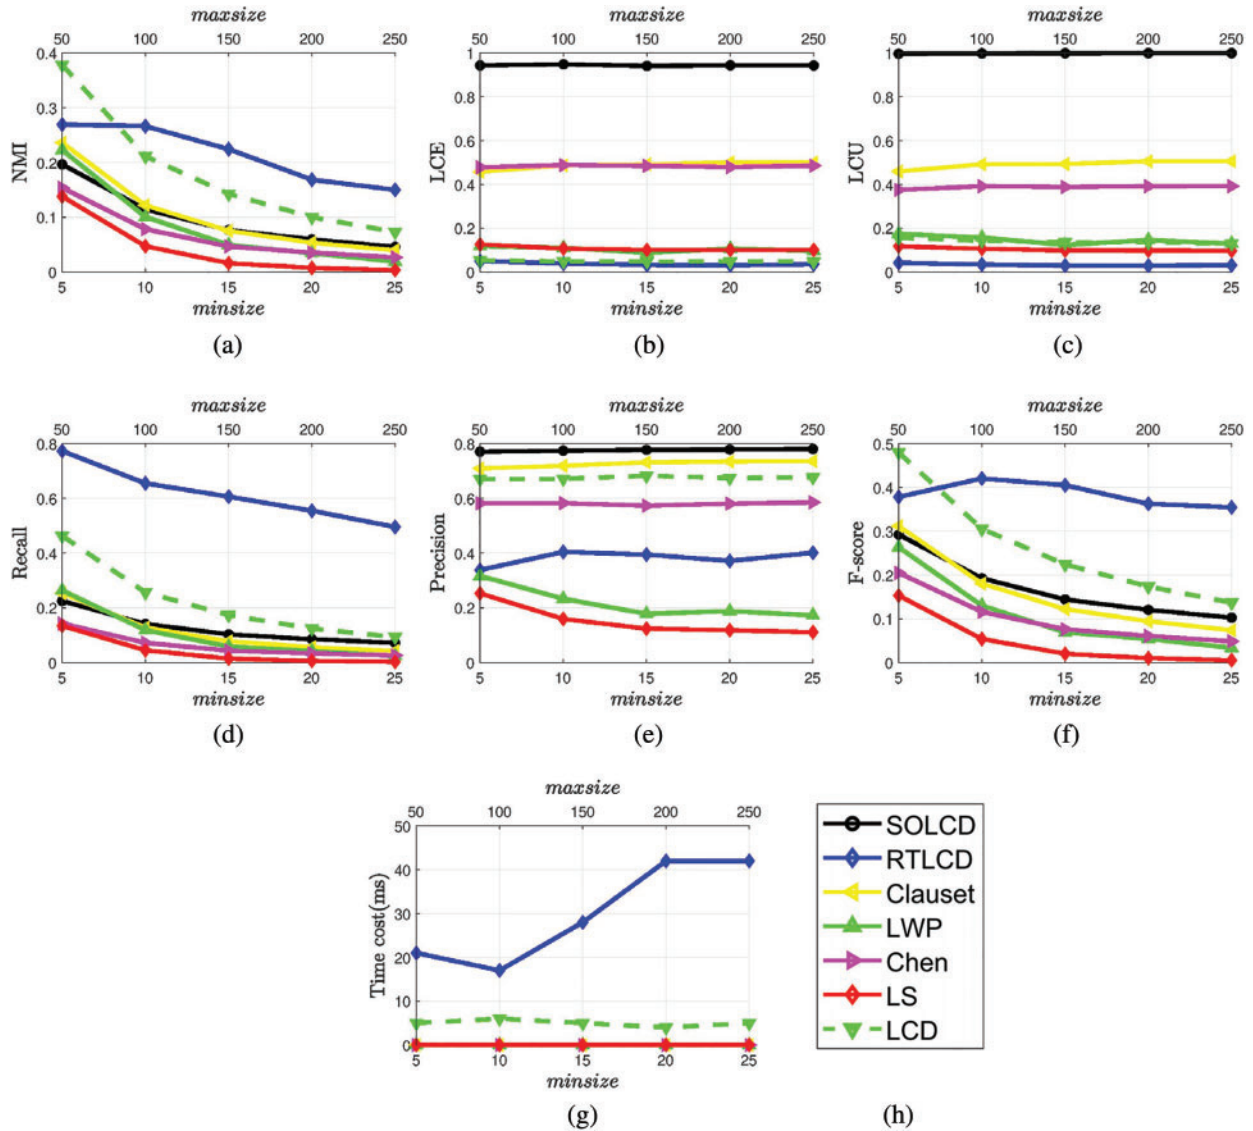 maxsize
50 100 150 200 250
0.4
0.3
0.2
0.1
0
NMI
5 10 15 20 25
minsize
(a)
maxsize
50 100 150 200 250
1
0.8
0.6
0.4
0.2
0
LCE
5 10 15 20 25
minsize
(b)
maxsize
50 100 150 200 250
1
0.8
0.6
0.4
0.2
0
LCU
5 10 15 20 25
minsize
(c)
maxsize
50 100 150 200 250
0.8
0.6
0.4
0.2
0
Recall
5 10 15 20 25
minsize
(d)
maxsize
50 100 150 200 250
0.8
0.6
0.4
0.2
0
Precision
5 10 15 20 25
minsize
(e)
maxsize
50 100 150 200 250
0.5
0.4
0.3
0.2
0.1
0
F-score
5 10 15 20 25
minsize
(f)
maxsize
50 100 150 200 250
50
40
30
20
10
0
Time cost(ms)
5 10 15 20 25
minsize
(g)
SOLCD
RTLCD
Clauset
LWP
Chen
LS
LCD
(h)